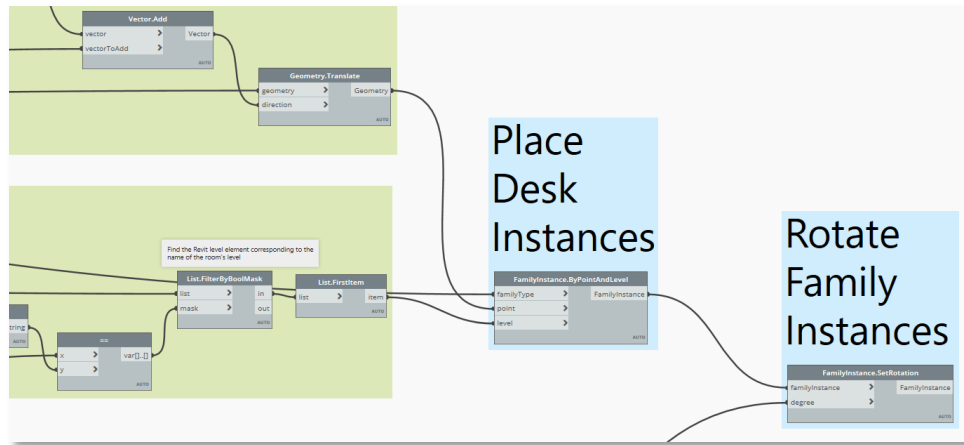 Vector.Add
vector > Vector
vectorToAdd >
AUTO
Geometry.Translate
geometry > Geometry
direction >
AUTO
Place
Desk
Instances
FamilyInstance.ByPointAndLevel
familyType > FamilyInstance
point >
level >
AUTO
Rotate
Family
Instances
FamilyInstance.SetRotation
familyInstance > FamilyInstance
degree >
AUTO
Find the Revit level element corresponding to the
name of the room's level
List.FilterByBoolMask
list > in
mask > out
AUTO
List.FirstItem
list > item
AUTO
tring
AUTO
==
x > var[]..[]
y >
AUTO